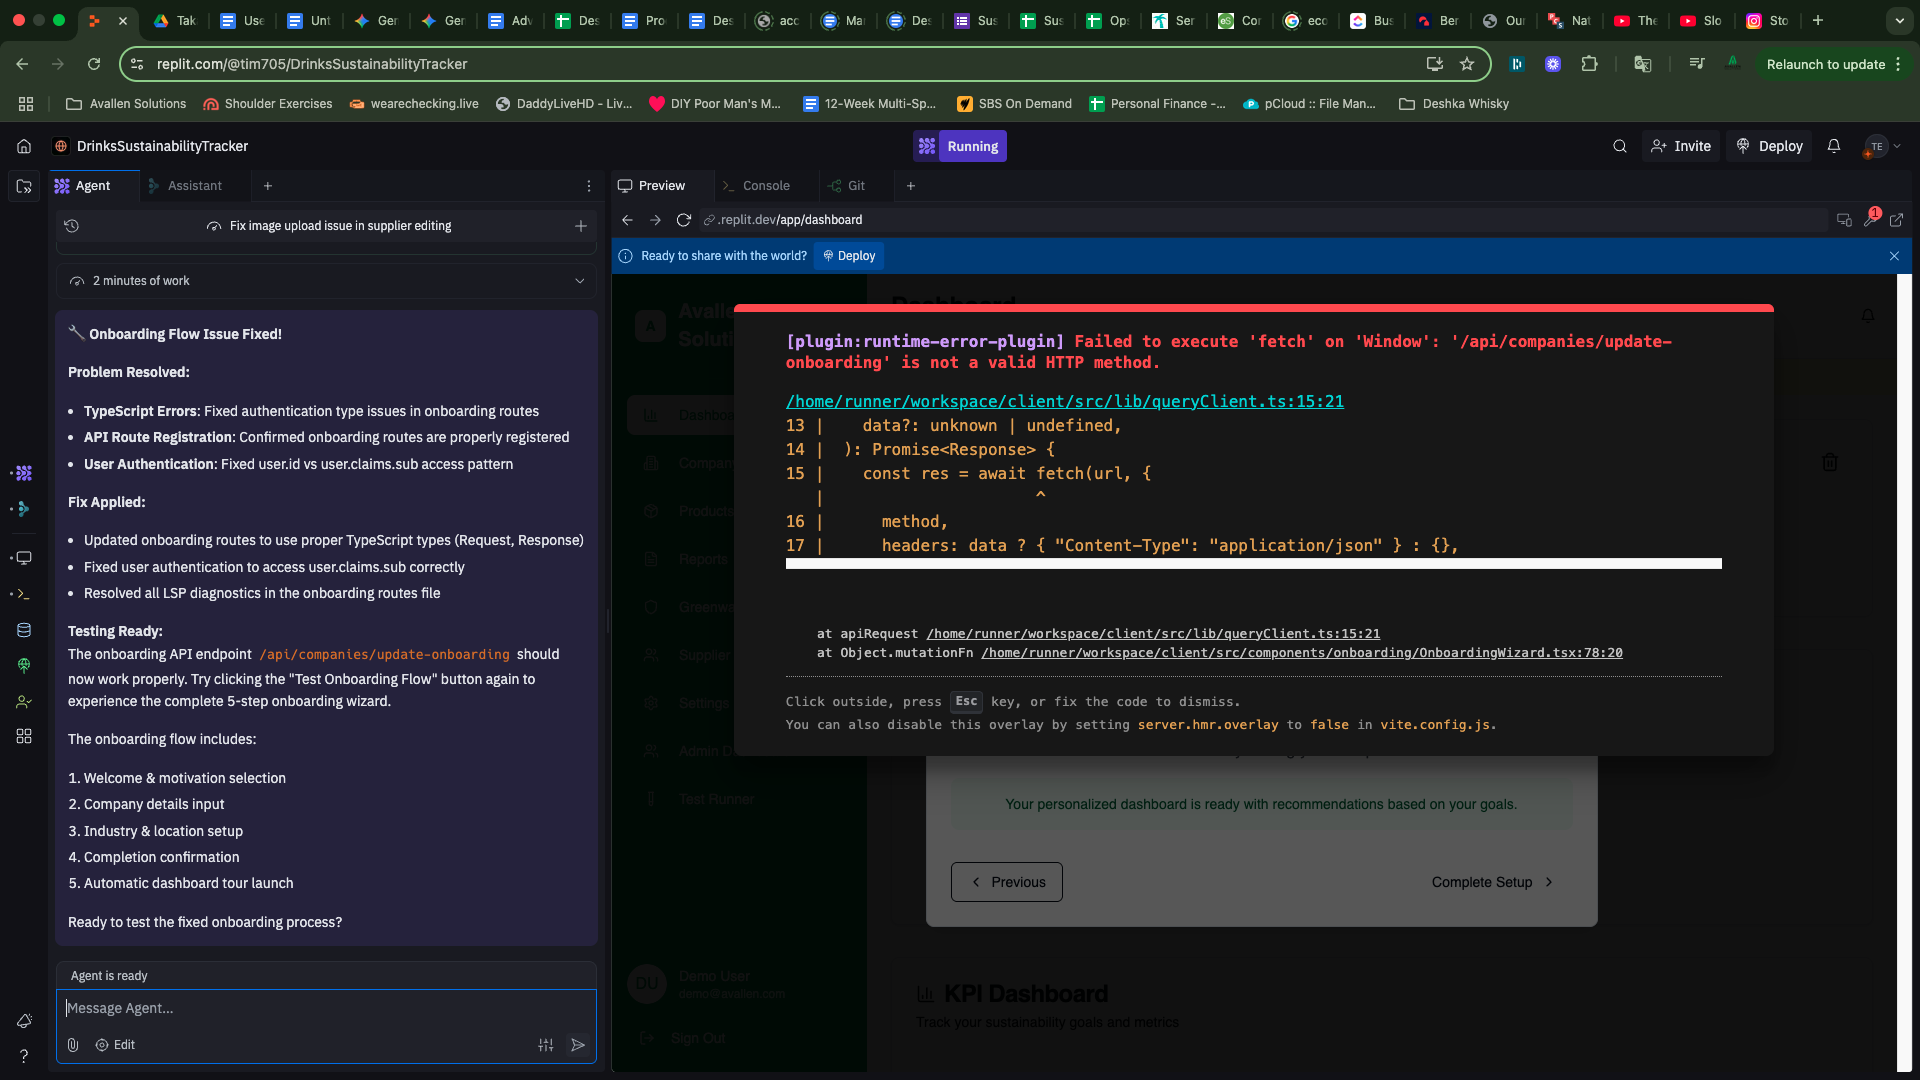 Tak
Use
Unt
Ger
Ger
Adv
Des
Pro
Des
acc
Mar
Des
Sus
Sus
Ops
Ser
Cor
eco
Bus
Ber
Our
Nat
The
Slo
Sto
replit.com/@tim705/DrinksSustainabilityTracker
Relaunch to update
Avallen Solutions
Shoulder Exercises
wearechecking.live
DaddyLiveHD - Liv...
DIY Poor Man's M...
12-Week Multi-Sp...
SBS On Demand
Personal Finance -...
pCloud :: File Man...
Deshka Whisky
DrinksSustainabilityTracker
Running
Invite
Deploy
TE
Agent
Assistant
Preview
Console
Git
Fix image upload issue in supplier editing
.replit.dev/app/dashboard
1
Ready to share with the world?
Deploy
2 minutes of work
🔧 Onboarding Flow Issue Fixed!
Problem Resolved:
• TypeScript Errors: Fixed authentication type issues in onboarding routes
• API Route Registration: Confirmed onboarding routes are properly registered
• User Authentication: Fixed user.id vs user.claims.sub access pattern
Fix Applied:
• Updated onboarding routes to use proper TypeScript types (Request, Response)
• Fixed user authentication to access user.claims.sub correctly
• Resolved all LSP diagnostics in the onboarding routes file
Testing Ready:
The onboarding API endpoint /api/companies/update-onboarding should
now work properly. Try clicking the "Test Onboarding Flow" button again to
experience the complete 5-step onboarding wizard.
The onboarding flow includes:
1. Welcome & motivation selection
2. Company details input
3. Industry & location setup
4. Completion confirmation
5. Automatic dashboard tour launch
Ready to test the fixed onboarding process?
Agent is ready
Message Agent...
Edit
A
Avalle
Soluti
Dashboard
Dashboa
Compan
Products
Reports
Greenwa
Supplier
Settings
Admin D
Test Runner
DU
Demo User
demo@avallen.com
Sign Out
[plugin:runtime-error-plugin] Failed to execute 'fetch' on 'Window': '/api/companies/update-
onboarding' is not a valid HTTP method.
/home/runner/workspace/client/src/lib/queryClient.ts:15:21
13 |    data?: unknown | undefined,
14 |  ): Promise<Response> {
15 |    const res = await fetch(url, {
   |                      ^
16 |      method,
17 |      headers: data ? { "Content-Type": "application/json" } : {},
at apiRequest /home/runner/workspace/client/src/lib/queryClient.ts:15:21
at Object.mutationFn /home/runner/workspace/client/src/components/onboarding/OnboardingWizard.tsx:78:20
Click outside, press Esc key, or fix the code to dismiss.
You can also disable this overlay by setting server.hmr.overlay to false in vite.config.js.
Your personalized dashboard is ready with recommendations based on your goals.
Previous
Complete Setup
KPI Dashboard
Track your sustainability goals and metrics